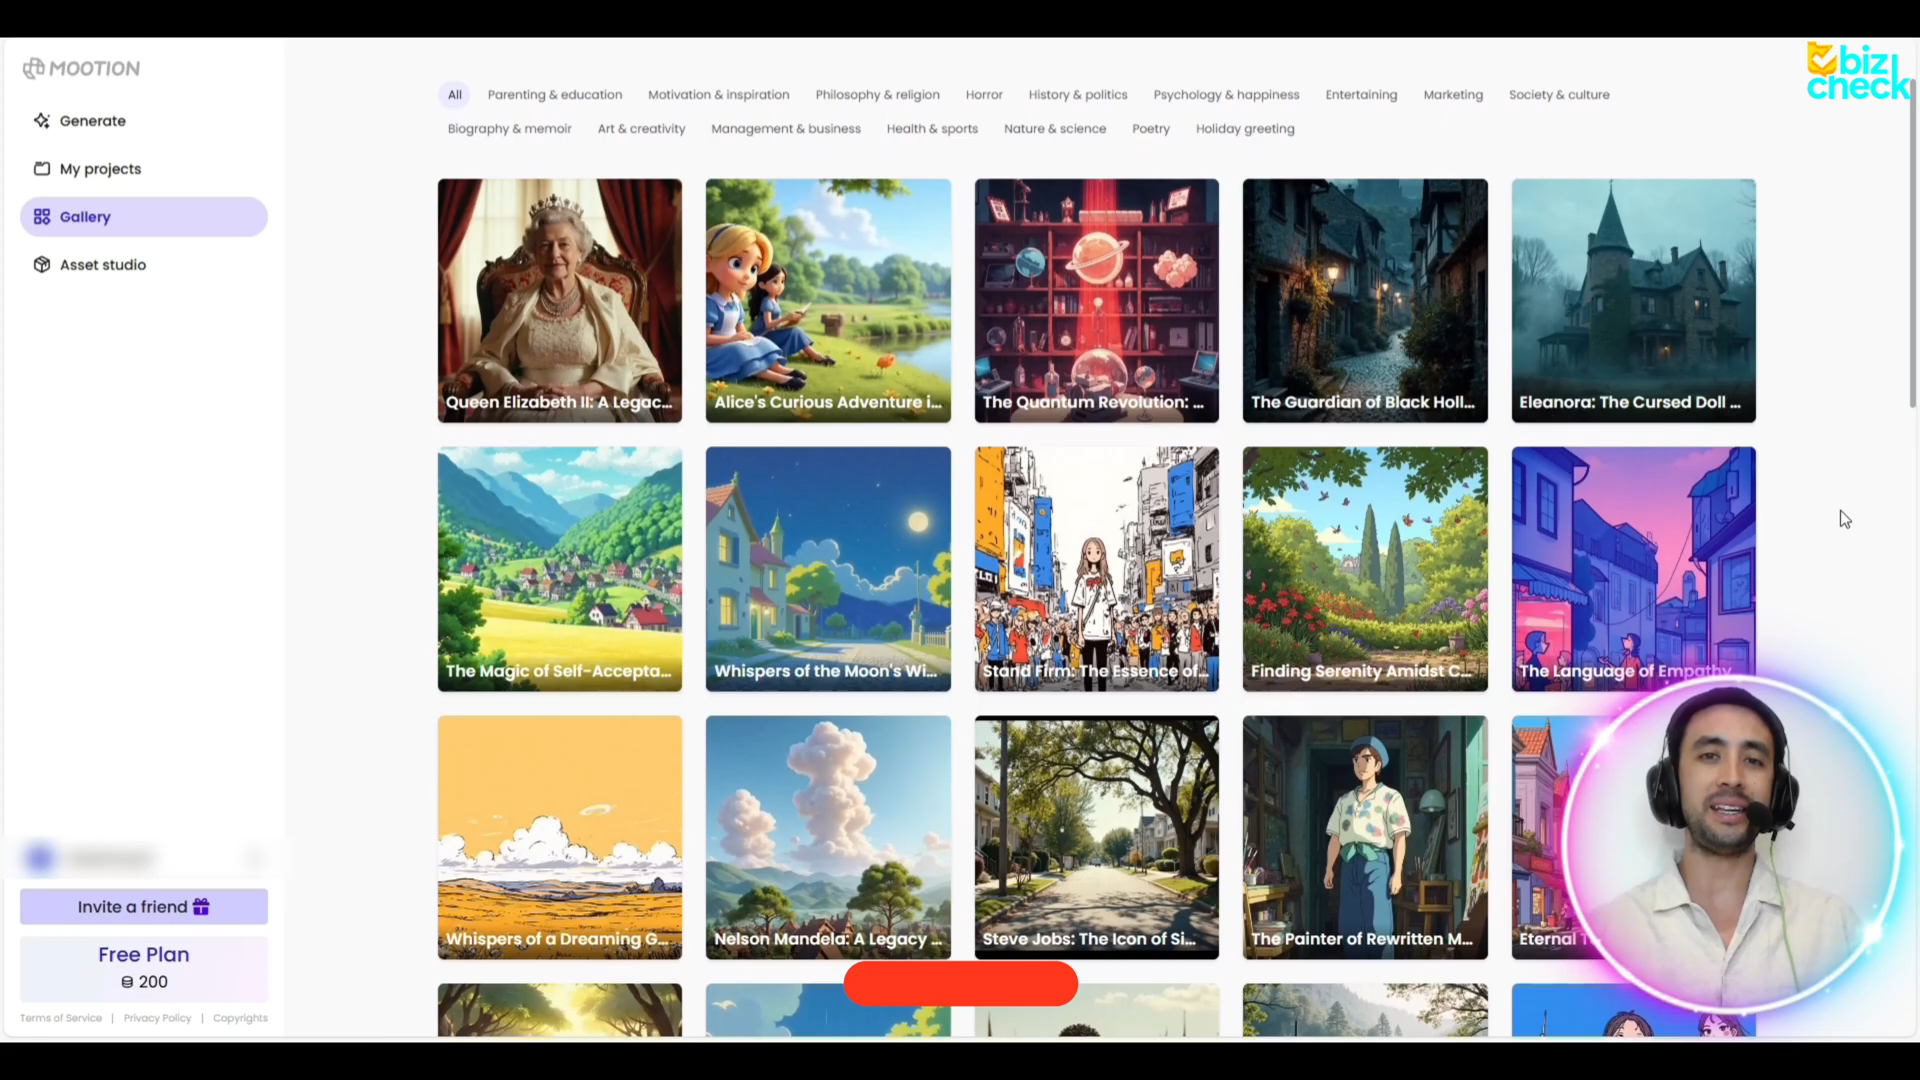 MOOTION
biz
check
Generate
My projects
Gallery
Asset studio
All Parenting & education Motivation & inspiration Philosophy & religion Horror History & politics Psychology & happiness Entertaining Marketing Society & culture
Biography & memoir Art & creativity Management & business Health & sports Nature & science Poetry Holiday greeting
Queen Elizabeth II: A Legac...
Alice's Curious Adventure i...
The Quantum Revolution: ...
The Guardian of Black Holl...
Eleanora: The Cursed Doll ...
The Magic of Self-Accepta...
Whispers of the Moon's Wi...
Stand Firm: The Essence of...
Finding Serenity Amidst C...
The Language of Empathy
Whispers of a Dreaming G...
Nelson Mandela: A Legacy ...
Steve Jobs: The Icon of Si...
The Painter of Rewritten M...
Eternal
Invite a friend
Free Plan
200
Terms of Service | Privacy Policy | Copyrights